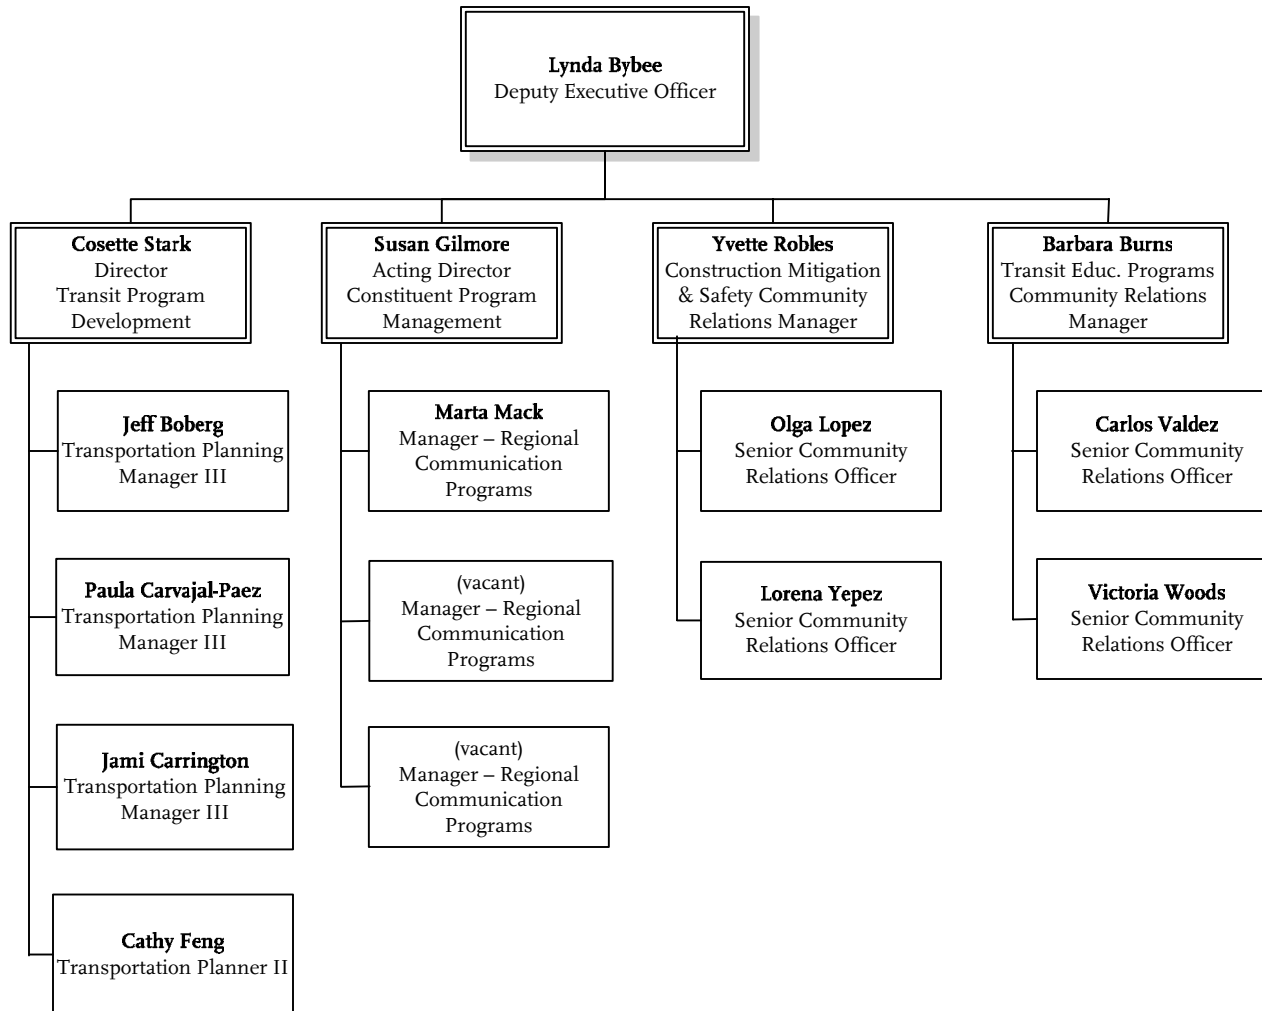 Lynda Bybee
Deputy Executive Officer
Cosette Stark
Director
Transit Program
Development
Jeff Boberg
Transportation Planning
Manager III
Paula Carvajal-Paez
Transportation Planning
Manager III
Jami Carrington
Transportation Planning
Manager III
Cathy Feng
Transportation Planner II
Susan Gilmore
Acting Director
Constituent Program
Management
Marta Mack
Manager – Regional
Communication
Programs
(vacant)
Manager – Regional
Communication
Programs
(vacant)
Manager – Regional
Communication
Programs
Yvette Robles
Construction Mitigation
& Safety Community
Relations Manager
Olga Lopez
Senior Community
Relations Officer
Lorena Yepez
Senior Community
Relations Officer
Barbara Burns
Transit Educ. Programs
Community Relations
Manager
Carlos Valdez
Senior Community
Relations Officer
Victoria Woods
Senior Community
Relations Officer